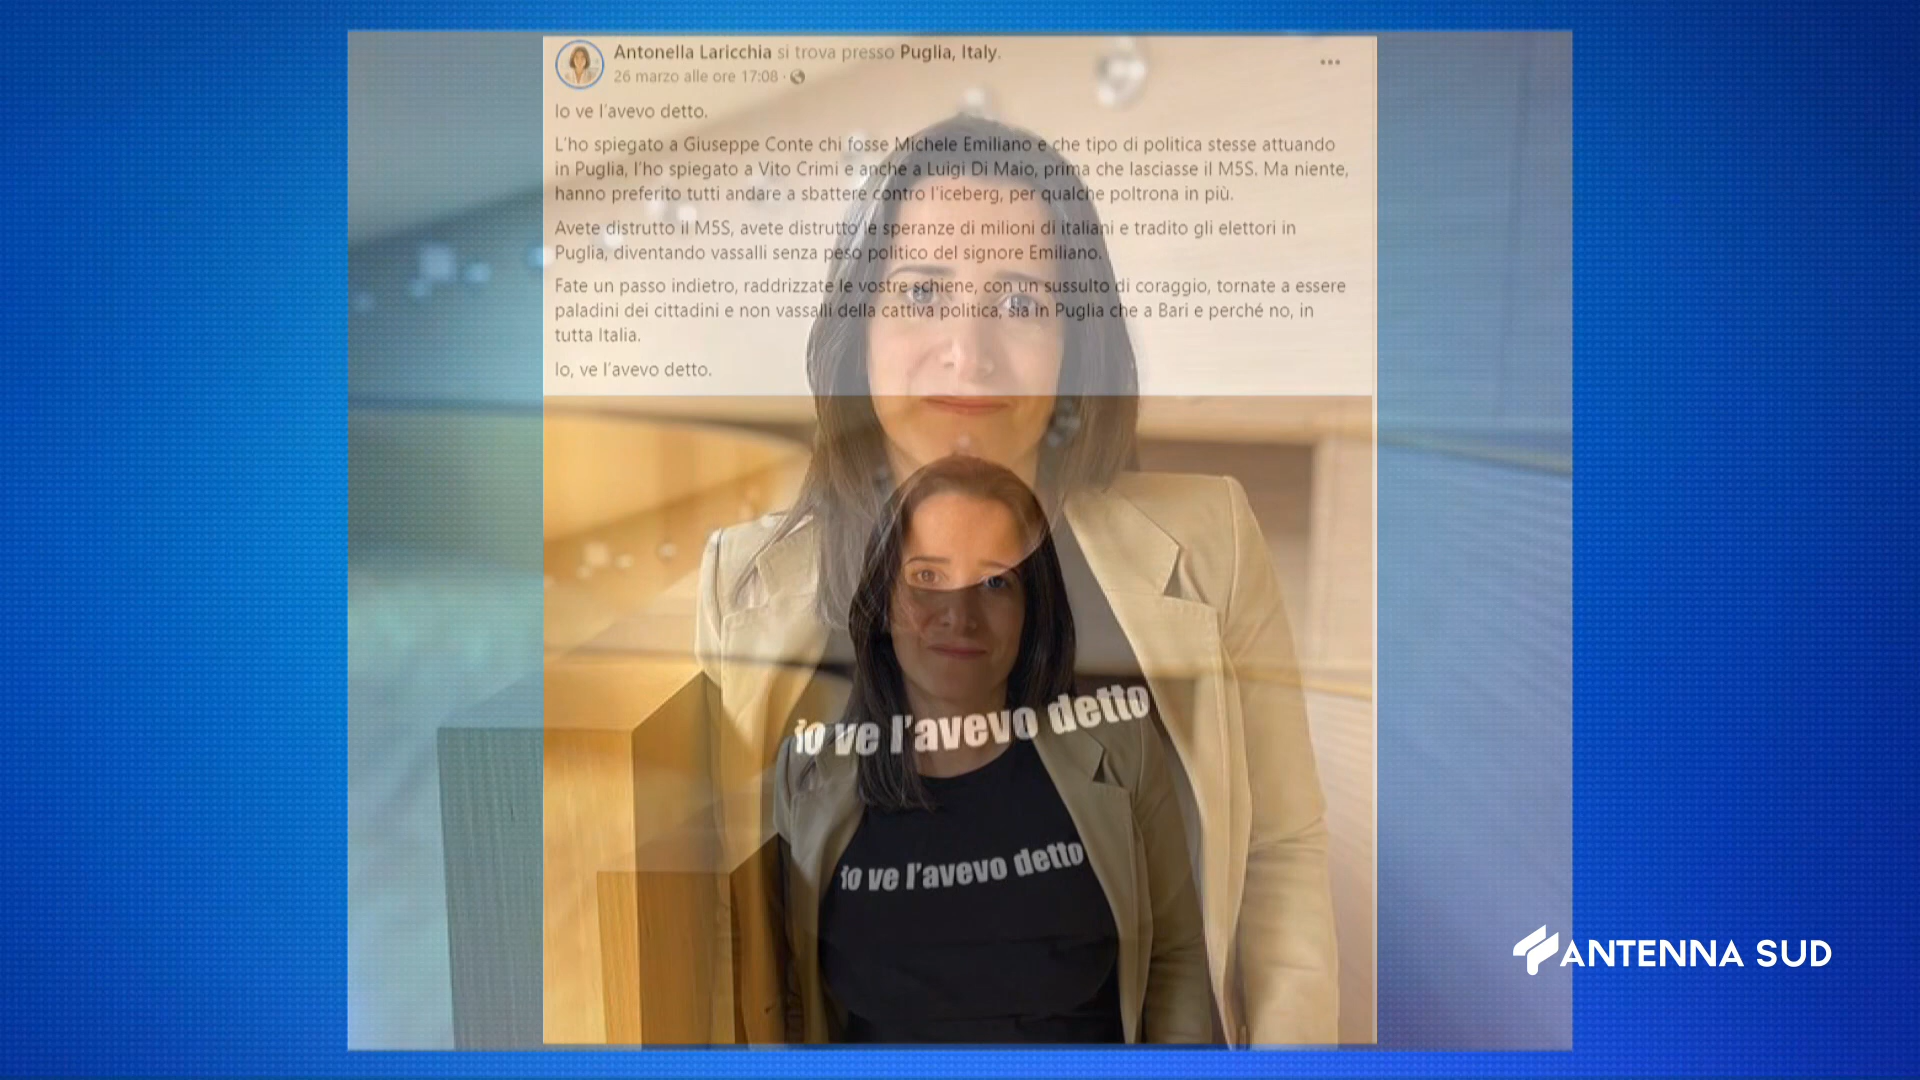 Antonella Laricchia si trova presso Puglia, Italy.
26 marzo alle ore 17:08 ·
Io ve l'avevo detto.
L'ho spiegato a Giuseppe Conte chi fosse Michele Emiliano e che tipo di politica stesse attuando
in Puglia, l'ho spiegato a Vito Crimi e anche a Luigi Di Maio, prima che lasciasse il M5S. Ma niente,
hanno preferito tutti andare a sbattere contro l'iceberg, per qualche poltrona in più.
Avete distrutto il M5S, avete distrutto le speranze di milioni di italiani e tradito gli elettori in
Puglia, diventando vassalli senza peso politico del signore Emiliano.
Fate un passo indietro, raddrizzate le vostre schiene, con un sussulto di coraggio, tornate a essere
paladini dei cittadini e non vassalli della cattiva politica, sia in Puglia che a Bari e perché no, in
tutta Italia.
Io, ve l'avevo detto.
io ve l'avevo detto
io ve l'avevo detto
ANTENNA SUD